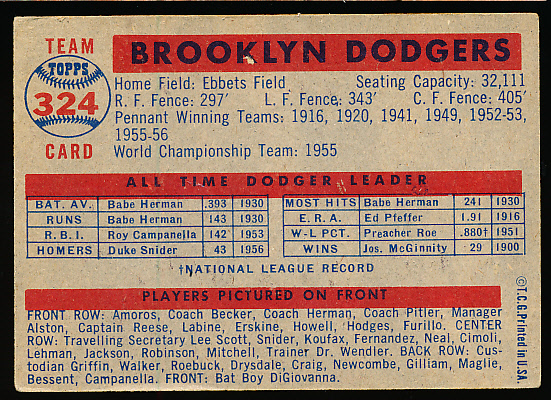 TEAM
TOPPS
324
CARD
BROOKLYN DODGERS
Home Field: Ebbets Field Seating Capacity: 32,111
R. F. Fence: 297' L. F. Fence: 343' C. F. Fence: 405'
Pennant Winning Teams: 1916, 1920, 1941, 1949, 1952-53,
1955-56
World Championship Team: 1955
ALL TIME DODGER LEADER
BAT. AV. Babe Herman .393 1930 MOST HITS Babe Herman 241 1930
RUNS Babe Herman 143 1930 E. R. A. Ed Pfeffer 1.91 1916
R. B. I. Roy Campanella 142 1953 W-L PCT. Preacher Roe .880† 1951
HOMERS Duke Snider 43 1956 WINS Jos. McGinnity 29 1900
†NATIONAL LEAGUE RECORD
PLAYERS PICTURED ON FRONT
FRONT ROW: Amoros, Coach Becker, Coach Herman, Coach Pitler, Manager
Alston, Captain Reese, Labine, Erskine, Howell, Hodges, Furillo. CENTER
ROW: Travelling Secretary Lee Scott, Snider, Koufax, Fernandez, Neal, Cimoli,
Lehman, Jackson, Robinson, Mitchell, Trainer Dr. Wendler. BACK ROW: Cus-
todian Griffin, Walker, Roebuck, Drysdale, Craig, Newcombe, Gilliam, Maglie,
Bessent, Campanella. FRONT: Bat Boy DiGiovanna.
© T.C.G. Printed in U.S.A.